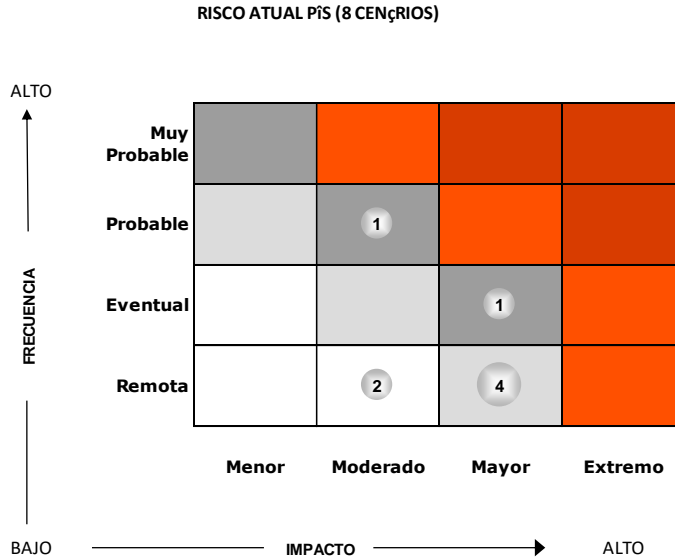 RISCO ATUAL PîS (8 CENçRIOS)
ALTO
Muy
Probable
Probable
1
FRECUENCIA
Eventual
1
Remota
2
4
Menor
Moderado
Mayor
Extremo
BAJO
IMPACTO
ALTO